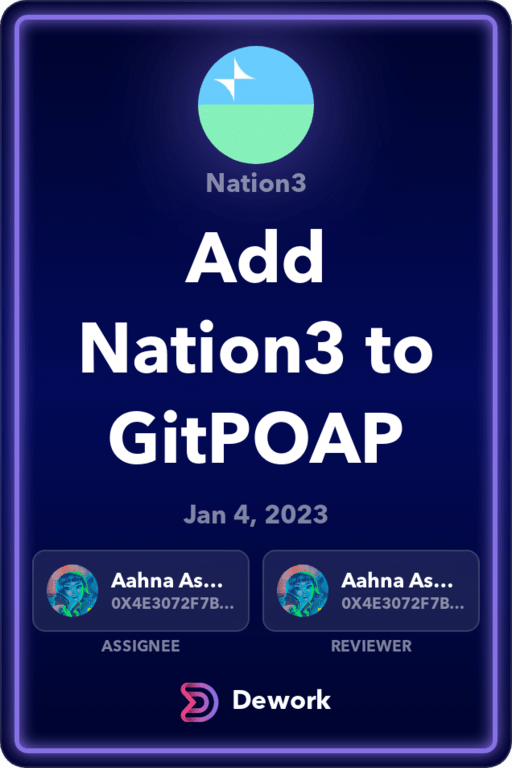 Nation3
Add
Nation3 to
GitPOAP
Jan 4, 2023
Aahna As...
0X4E3072F7B...
ASSIGNEE
Aahna As...
0X4E3072F7B...
REVIEWER
Dework